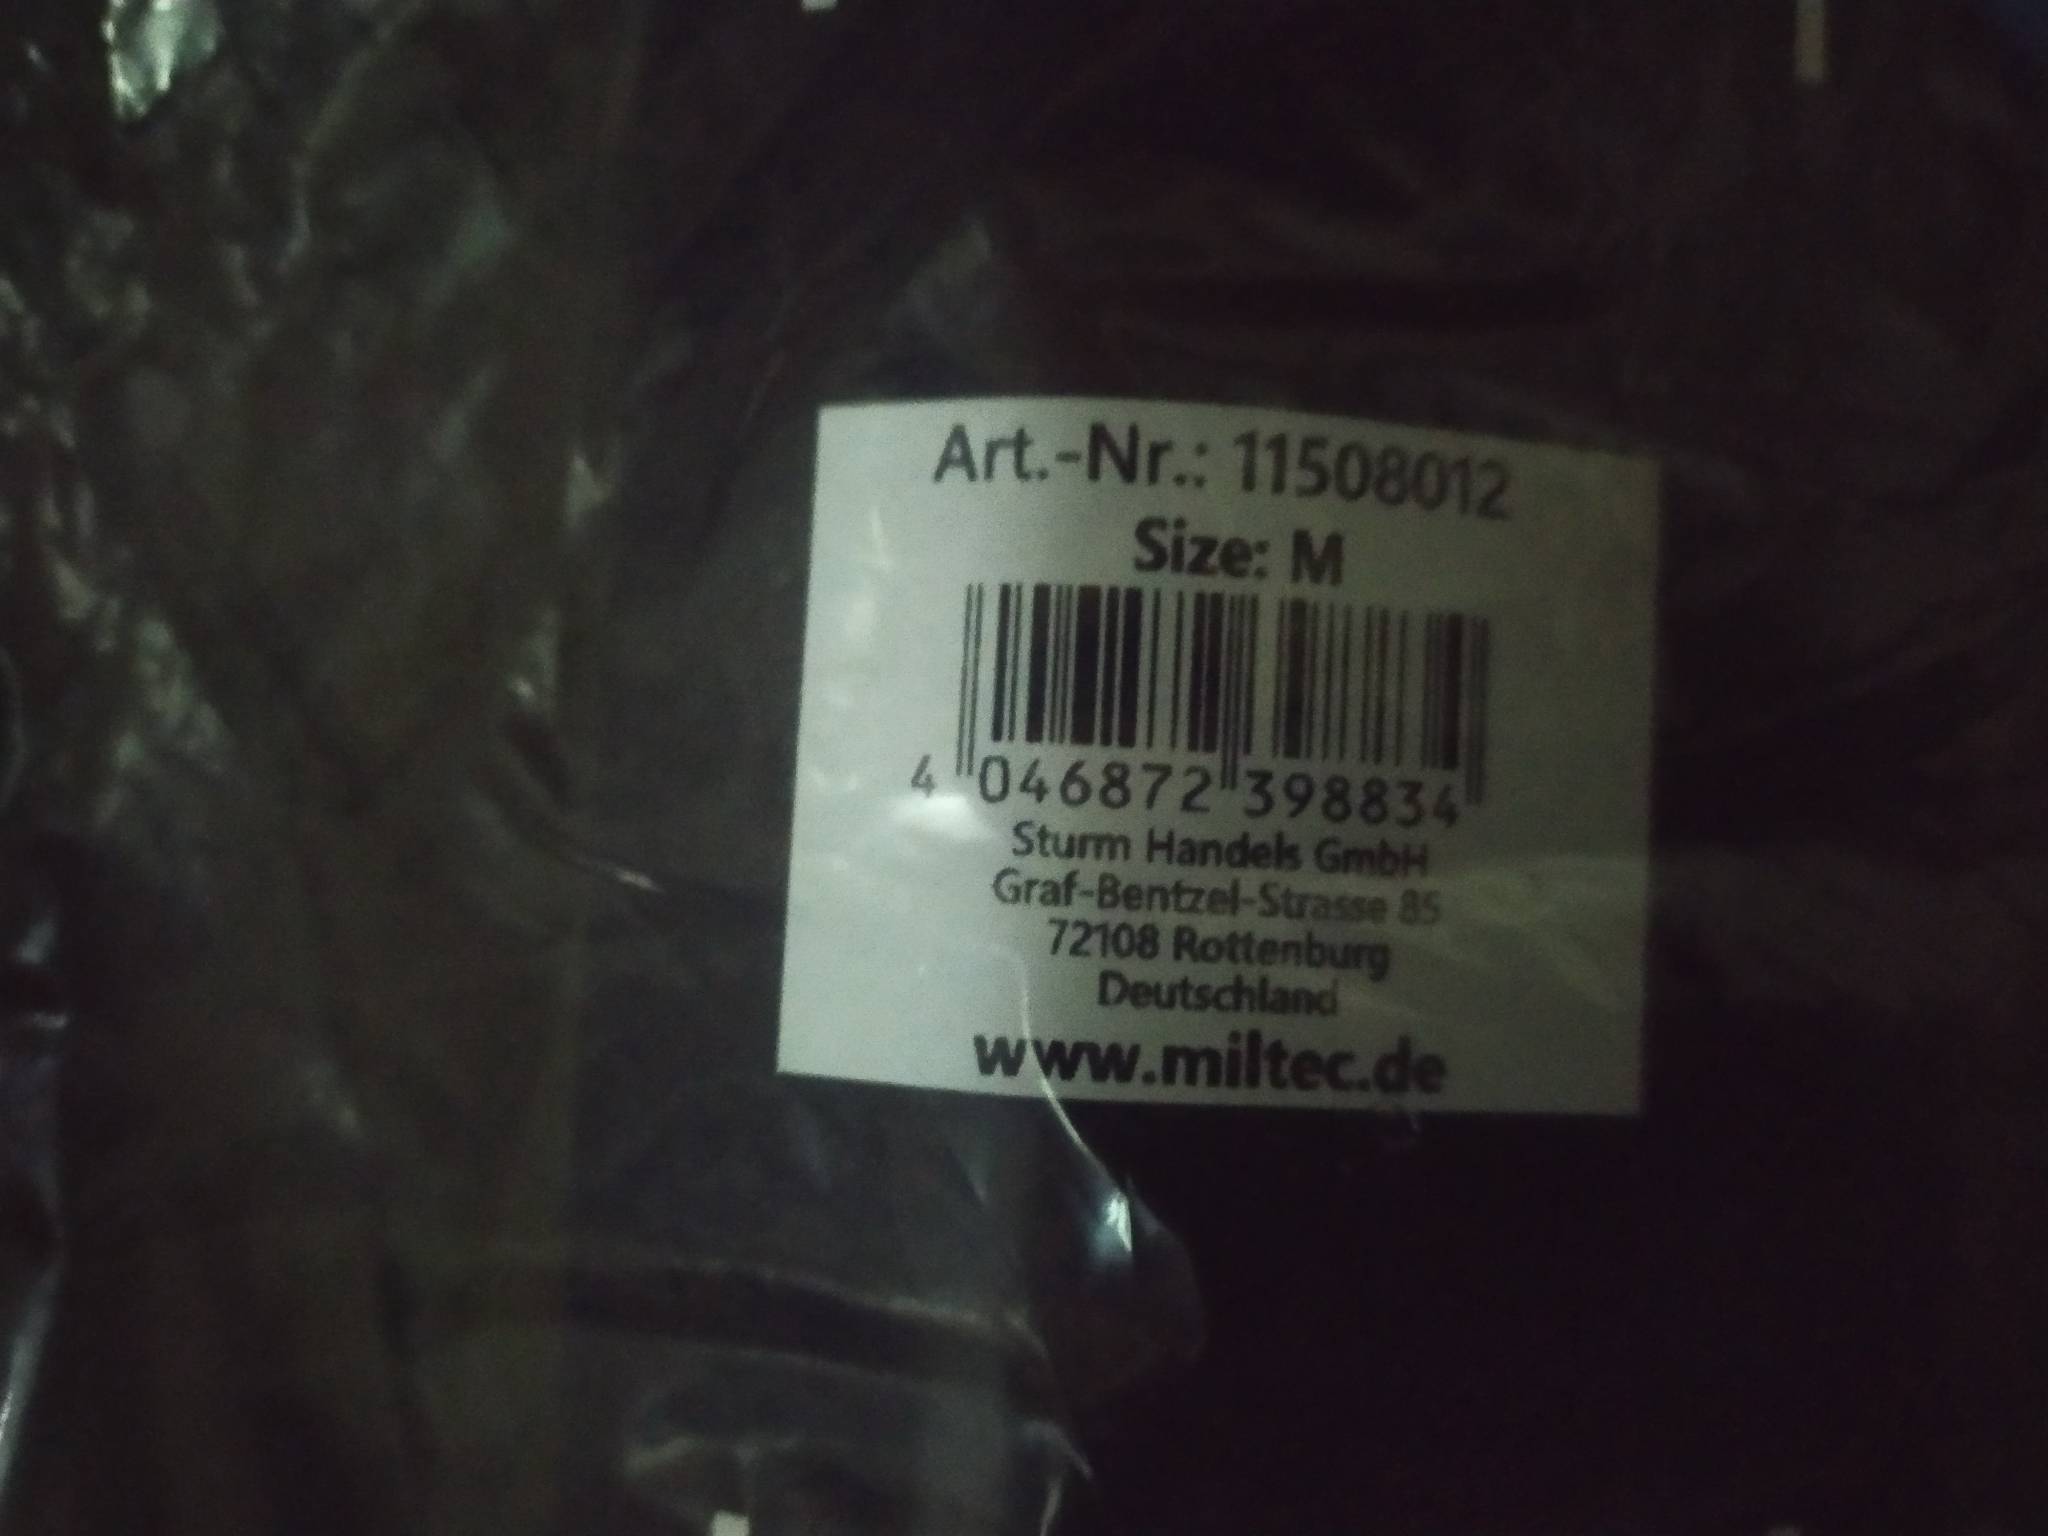 Art.-Nr.: 11508012
Size: M
4 046872 398834
Sturm Handels GmbH
Graf-Bentzel-Strasse 85
72108 Rottenburg
Deutschland
www.miltec.de